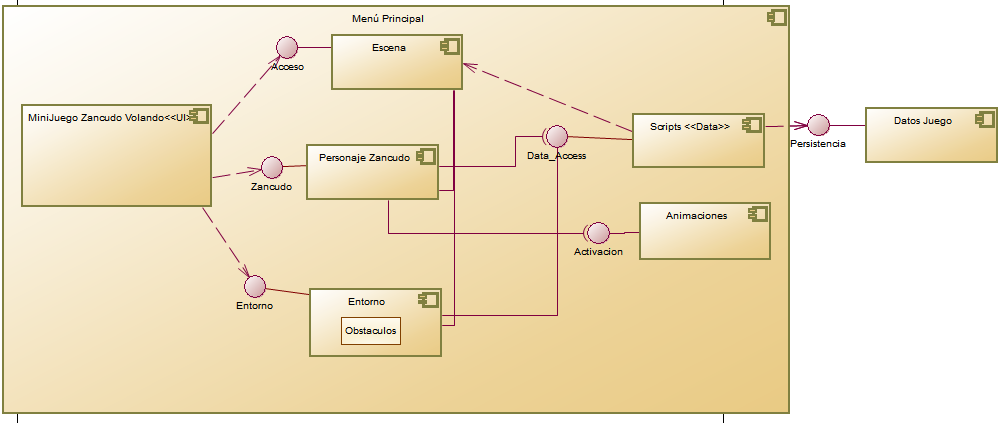 Menú Principal
Escena
Acceso
MiniJuego Zancudo Volando<<UI>>
Scripts <<Data>>
Datos Juego
Persistencia
Personaje Zancudo
Data_Access
Zancudo
Animaciones
Activacion
Entorno
Entorno
Obstaculos